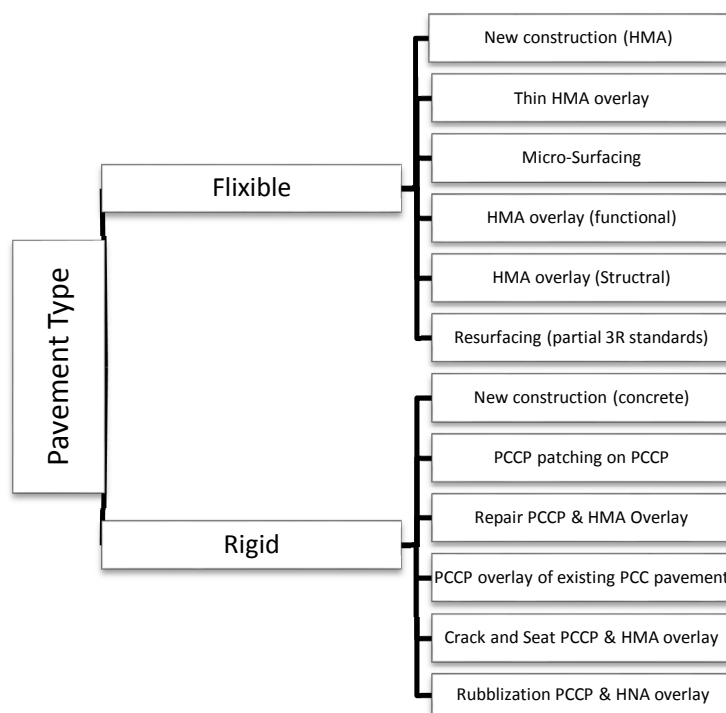 Pavement Type
Flixible
New construction (HMA)
Thin HMA overlay
Micro-Surfacing
HMA overlay (functional)
HMA overlay (Structral)
Resurfacing (partial 3R standards)
Rigid
New construction (concrete)
PCCP patching on PCCP
Repair PCCP & HMA Overlay
PCCP overlay of existing PCC pavement
Crack and Seat PCCP & HMA overlay
Rubblization PCCP & HNA overlay